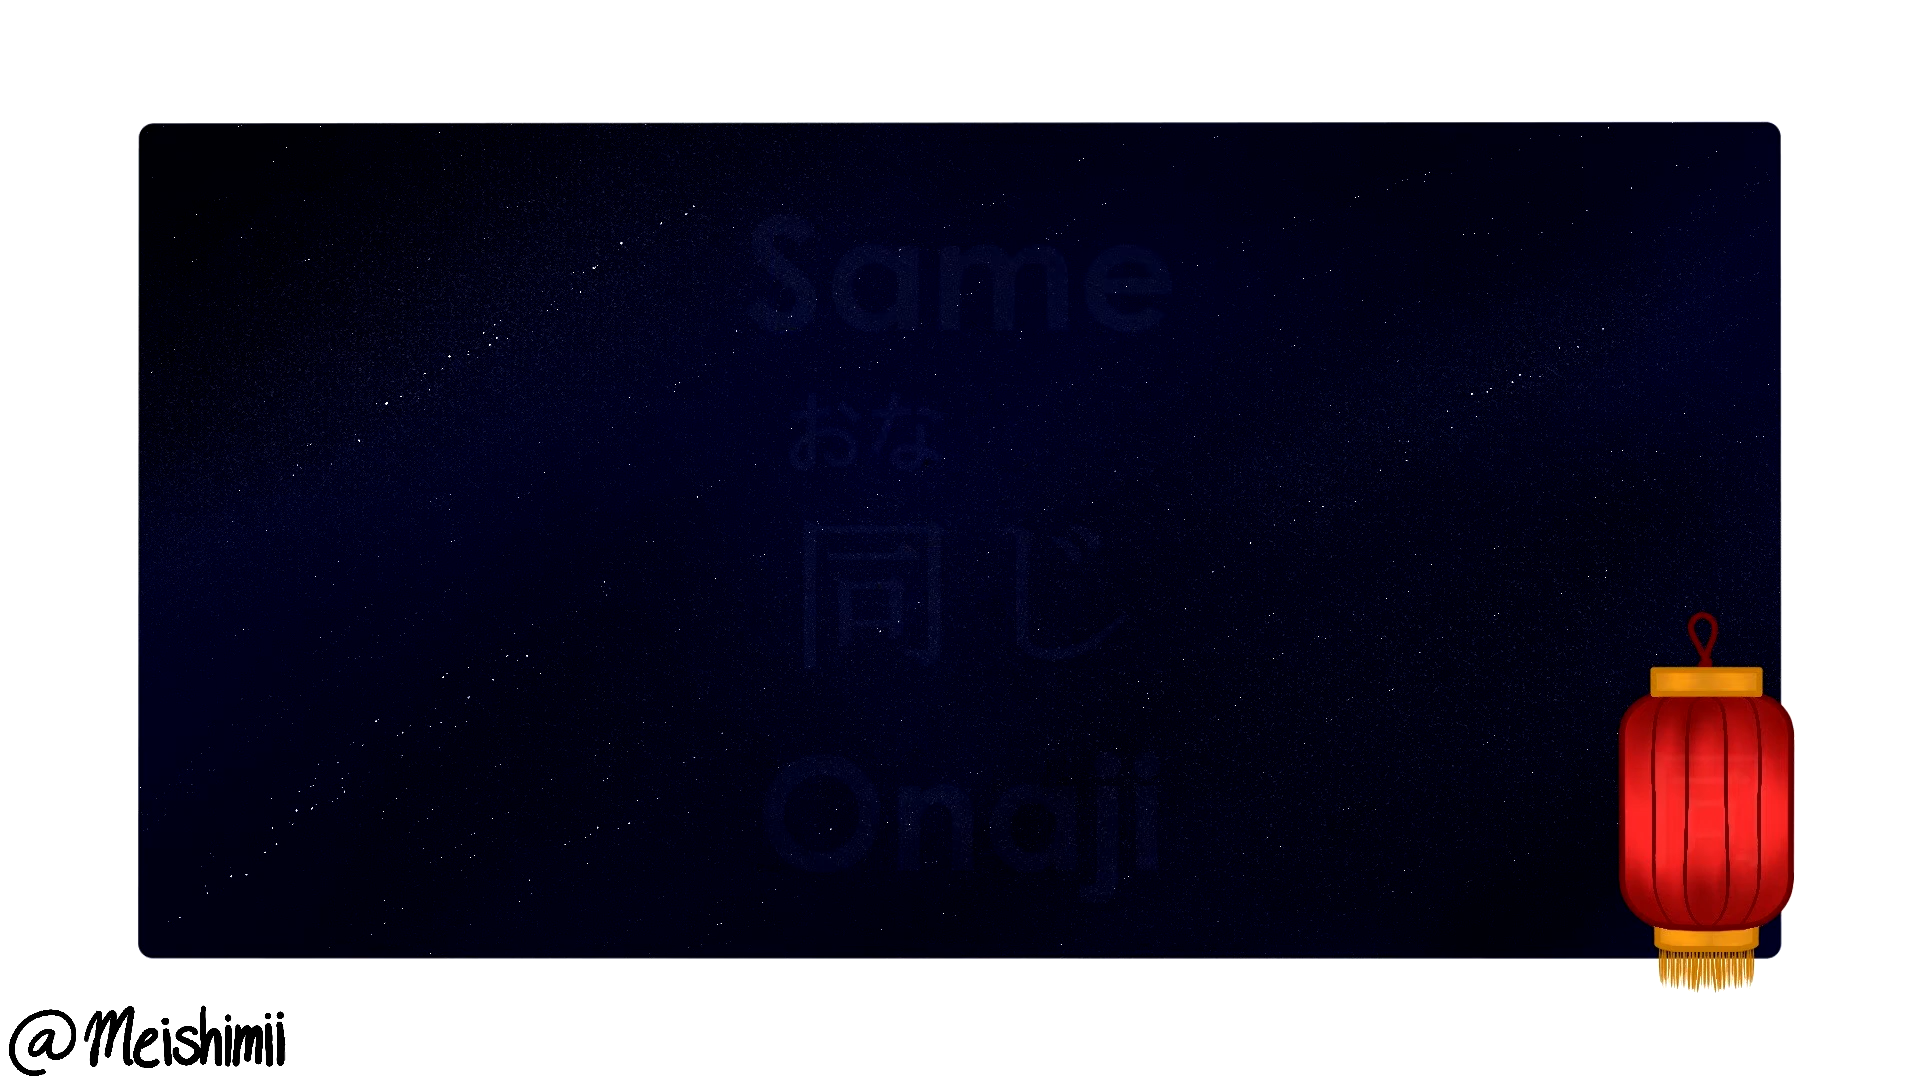 Same
おな
同じ
Onaji
@Meishimii